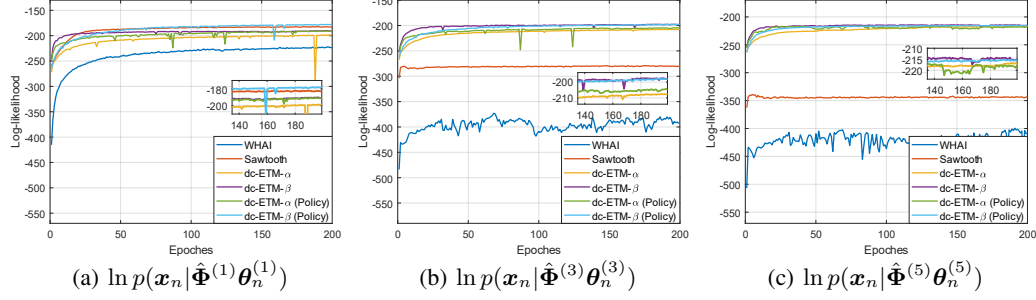 -200
-250
-300
-350
-400
-450
-500
-550
Log-likelihood
0
50
100
150
200
Epoches
-180
-200
140
160
180
WHAI
Sawtooth
dc-ETM-α
dc-ETM-β
dc-ETM-α (Policy)
dc-ETM-β (Policy)
(a) ln p(x_n|Φ̂^(1)θ_n^(1))
-200
-250
-300
-350
-400
-450
-500
-550
Log-likelihood
0
50
100
150
200
Epoches
-200
-210
140
160
180
WHAI
Sawtooth
dc-ETM-α
dc-ETM-β
dc-ETM-α (Policy)
dc-ETM-β (Policy)
(b) ln p(x_n|Φ̂^(3)θ_n^(3))
-200
-250
-300
-350
-400
-450
-500
-550
Log-likelihood
0
50
100
150
200
Epoches
-210
-215
-220
140
160
180
WHAI
Sawtooth
dc-ETM-α
dc-ETM-β
dc-ETM-α (Policy)
dc-ETM-β (Policy)
(c) ln p(x_n|Φ̂^(5)θ_n^(5))